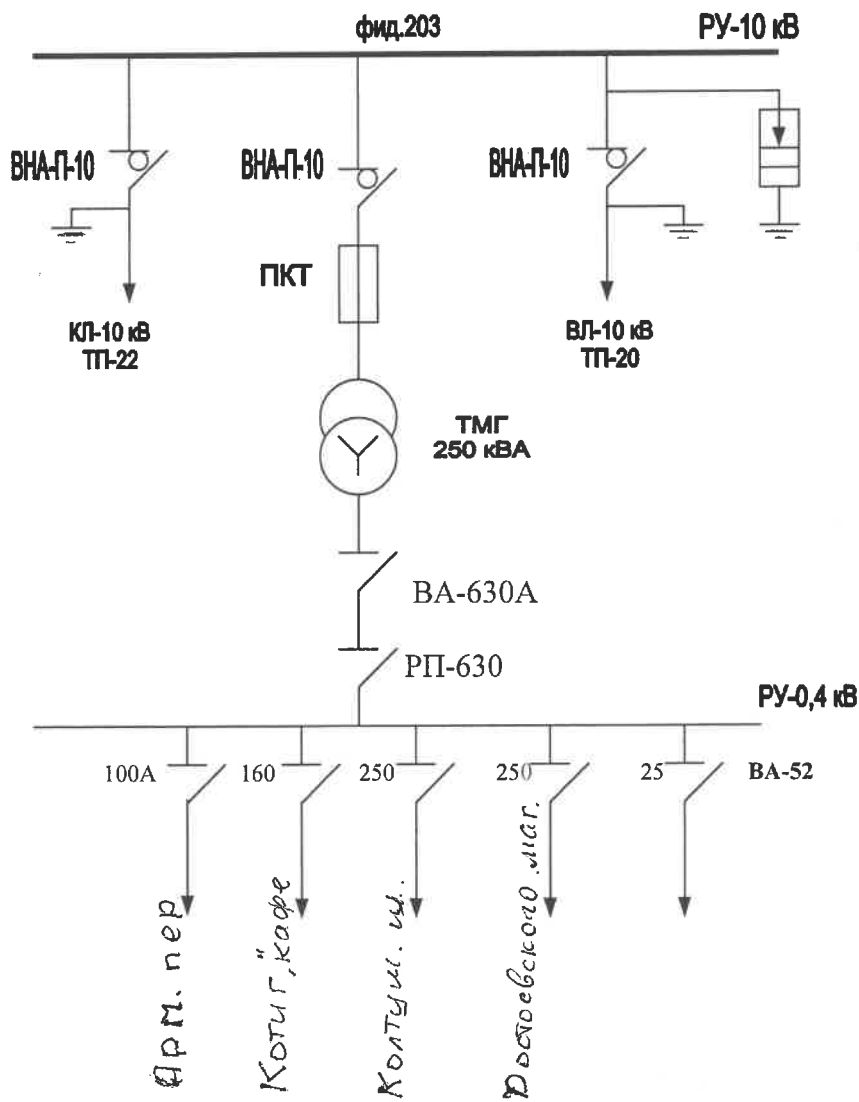 фид.203
РУ-10 кВ
ВНА-П-10
ВНА-П-10
ВНА-П-10
ПКТ
КЛ-10 кВ
ТП-22
ВЛ-10 кВ
ТП-20
ТМГ
250 кВА
ВА-630А
РП-630
РУ-0,4 кВ
100А
160
250
250
25
ВА-52
Арм. пер
кафе
Колтуш. ш.
Достоевского маг.